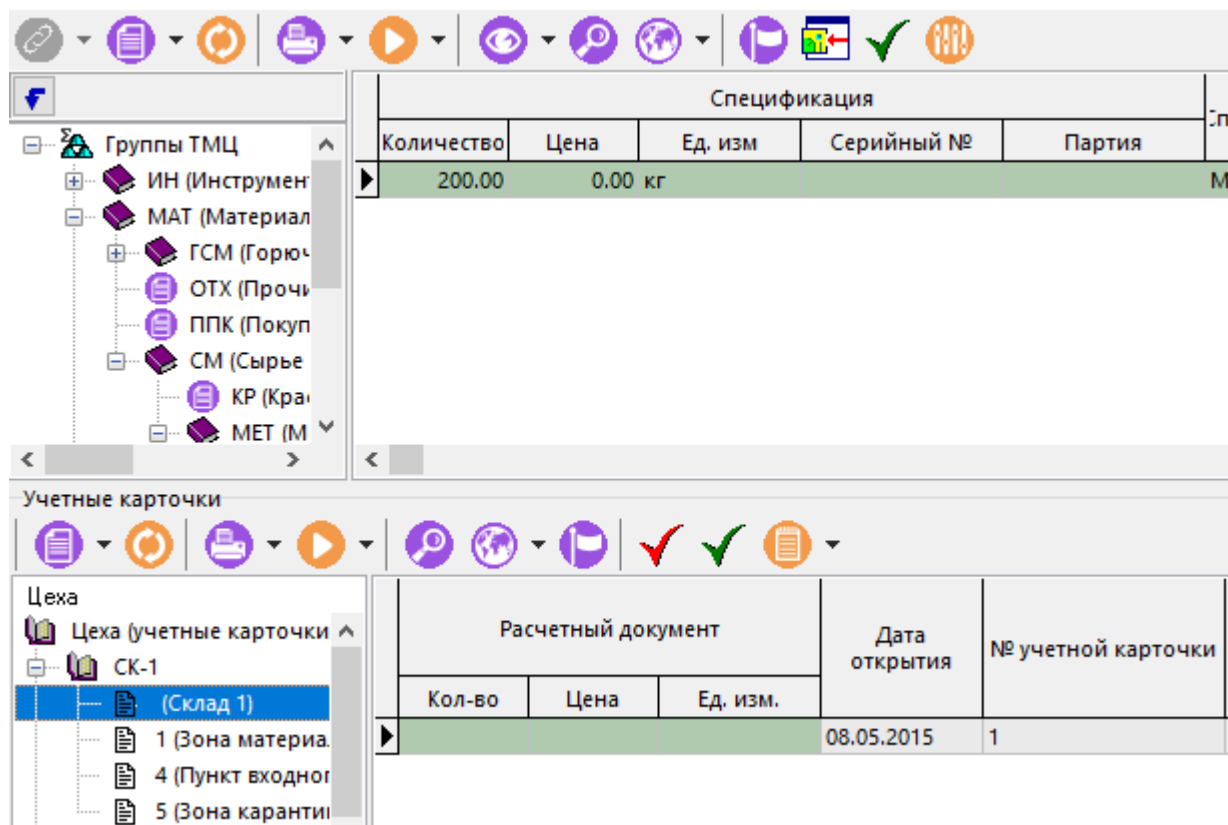 Спецификация
Количество Цена Ед. изм Серийный № Партия
200.00 0.00 кг М
Группы ТМЦ
ИН (Инструмен
МАТ (Материал
ГСМ (Горюч
ОТХ (Прочи
ППК (Покуп
СМ (Сырье
КР (Кра
МЕТ (М
Учетные карточки
Цеха
Цеха (учетные карточки
СК-1
(Склад 1)
1 (Зона материа
4 (Пункт входног
5 (Зона каранти
Расчетный документ Дата открытия № учетной карточки
Кол-во Цена Ед. изм.
08.05.2015 1